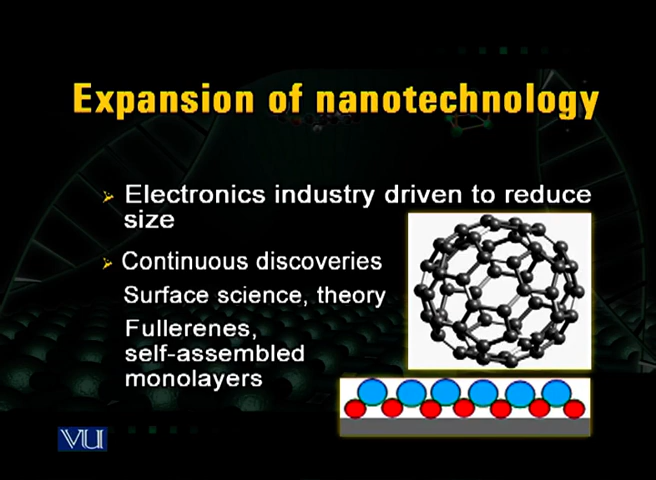 Expansion of nanotechnology
Electronics industry driven to reduce
size
Continuous discoveries
Surface science, theory
Fullerenes,
self-assembled
monolayers
VU